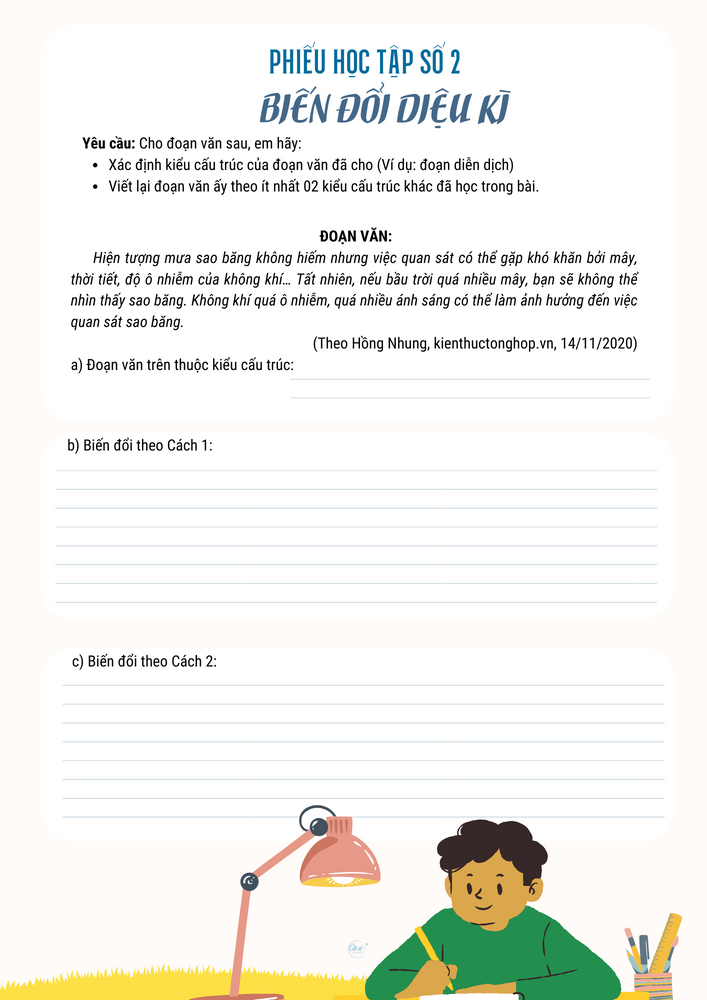 PHIẾU HỌC TẬP SỐ 2
BIẾN ĐỔI DIỆU KÌ
Yêu cầu: Cho đoạn văn sau, em hãy:
• Xác định kiểu cấu trúc của đoạn văn đã cho (Ví dụ: đoạn diễn dịch)
• Viết lại đoạn văn ấy theo ít nhất 02 kiểu cấu trúc khác đã học trong bài.
ĐOẠN VĂN:
Hiện tượng mưa sao băng không hiếm nhưng việc quan sát có thể gặp khó khăn bởi mây,
thời tiết, độ ô nhiễm của không khí… Tất nhiên, nếu bầu trời quá nhiều mây, bạn sẽ không thể
nhìn thấy sao băng. Không khí quá ô nhiễm, quá nhiều ánh sáng có thể làm ảnh hưởng đến việc
quan sát sao băng.
(Theo Hồng Nhung, kienthuctonghop.vn, 14/11/2020)
a) Đoạn văn trên thuộc kiểu cấu trúc:
b) Biến đổi theo Cách 1:
c) Biến đổi theo Cách 2: